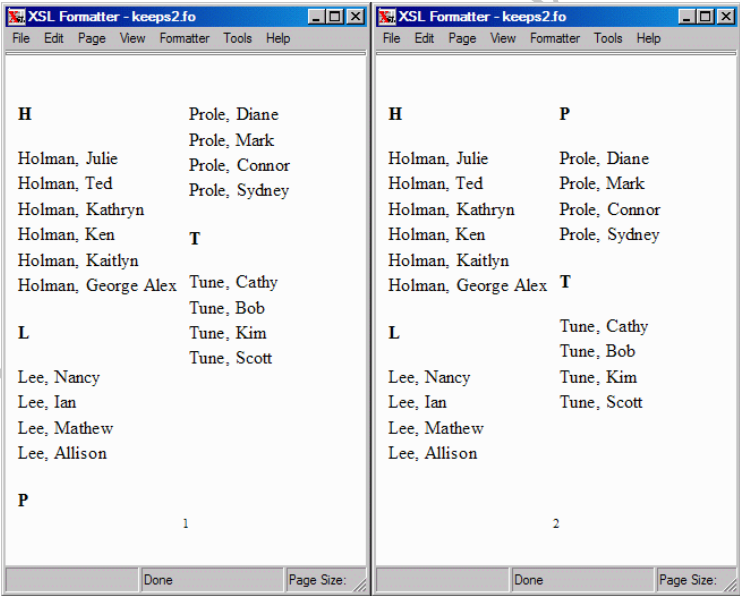 XSL Formatter - keeps2.fo
File Edit Page View Formatter Tools Help
H
Holman, Julie
Holman, Ted
Holman, Kathryn
Holman, Ken
Holman, Kaitlyn
Holman, George Alex
L
Lee, Nancy
Lee, Ian
Lee, Mathew
Lee, Allison
P
Prole, Diane
Prole, Mark
Prole, Connor
Prole, Sydney
T
Tune, Cathy
Tune, Bob
Tune, Kim
Tune, Scott
1
Done
Page Size:
XSL Formatter - keeps2.fo
File Edit Page View Formatter Tools Help
H
Holman, Julie
Holman, Ted
Holman, Kathryn
Holman, Ken
Holman, Kaitlyn
Holman, George Alex
L
Lee, Nancy
Lee, Ian
Lee, Mathew
Lee, Allison
P
Prole, Diane
Prole, Mark
Prole, Connor
Prole, Sydney
T
Tune, Cathy
Tune, Bob
Tune, Kim
Tune, Scott
2
Done
Page Size: